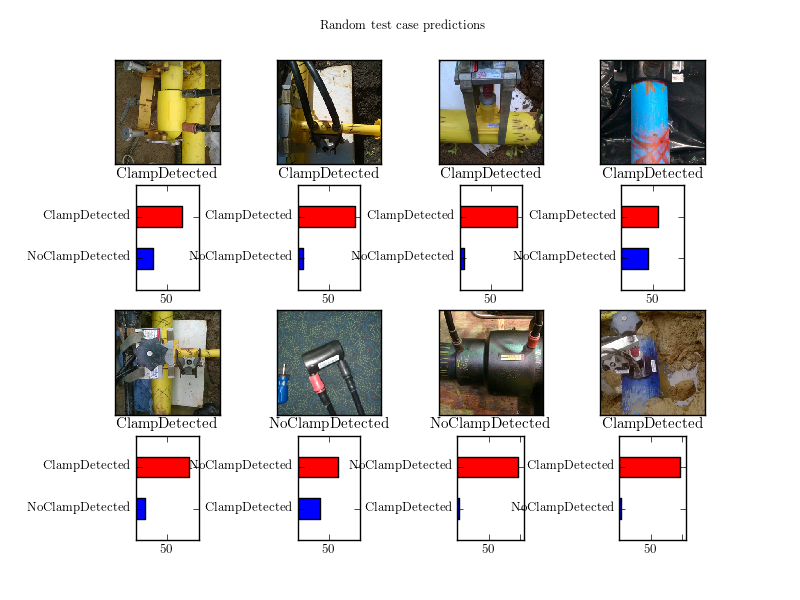 Random test case predictions
ClampDetected ClampDetected ClampDetected ClampDetected
ClampDetected ClampDetected ClampDetected ClampDetected
NoClampDetected NoClampDetected NoClampDetected NoClampDetected
50 50 50 50
ClampDetected NoClampDetected NoClampDetected ClampDetected
ClampDetected NoClampDetected NoClampDetected ClampDetected
NoClampDetected ClampDetected ClampDetected NoClampDetected
50 50 50 50